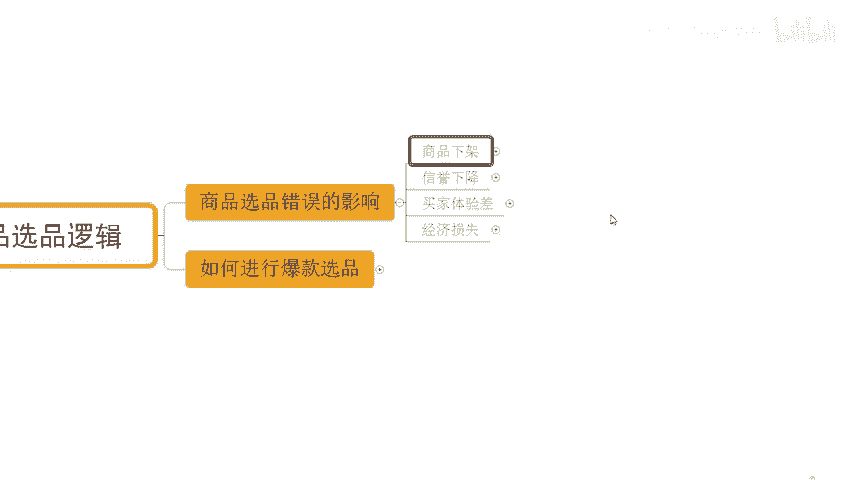 品选品逻辑
商品选品错误的影响
商品下架
信誉下降
买家体验差
经济损失
如何进行爆款选品